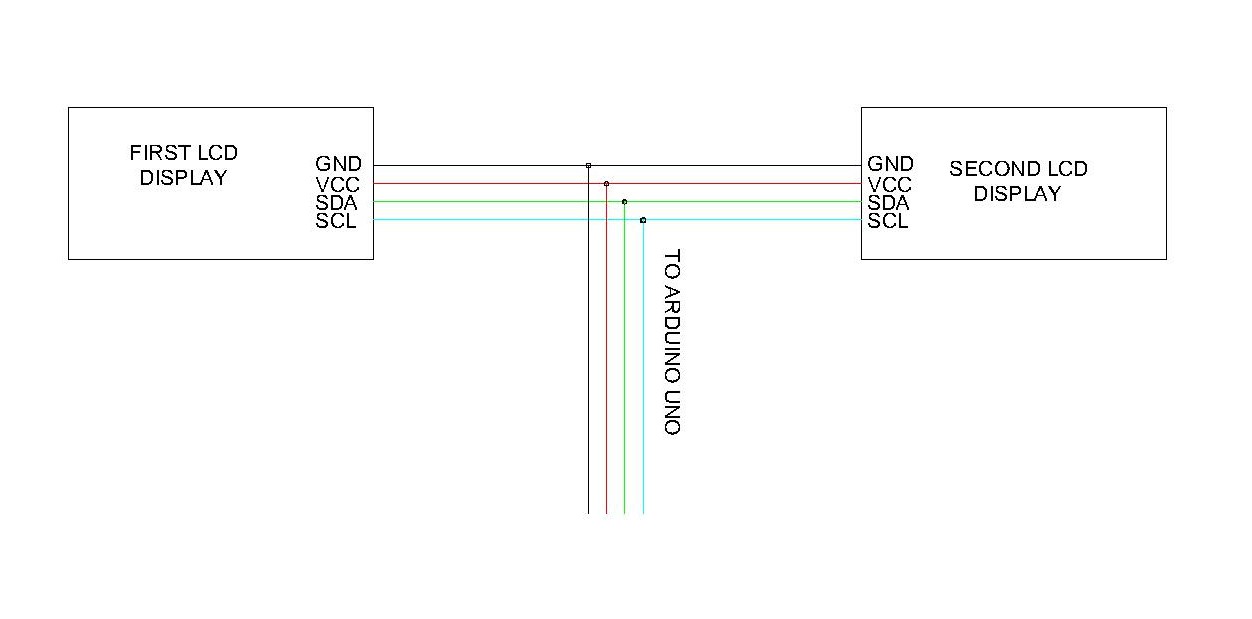 FIRST LCD
DISPLAY
GND
VCC
SDA
SCL
GND
VCC
SDA
SCL
SECOND LCD
DISPLAY
TO ARDUINO UNO